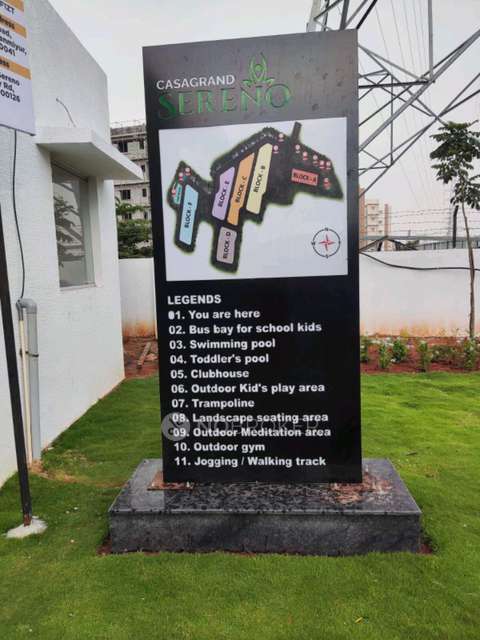 CASAGRAND
SERENO
BLOCK - F
BLOCK - E
BLOCK - C
BLOCK - B
BLOCK - A
BLOCK - D
LEGENDS
01. You are here
02. Bus bay for school kids
03. Swimming pool
04. Toddler's pool
05. Clubhouse
06. Outdoor Kid's play area
07. Trampoline
08. Landscape seating area
09. Outdoor Meditation area
10. Outdoor gym
11. Jogging / Walking track
NOBROKER